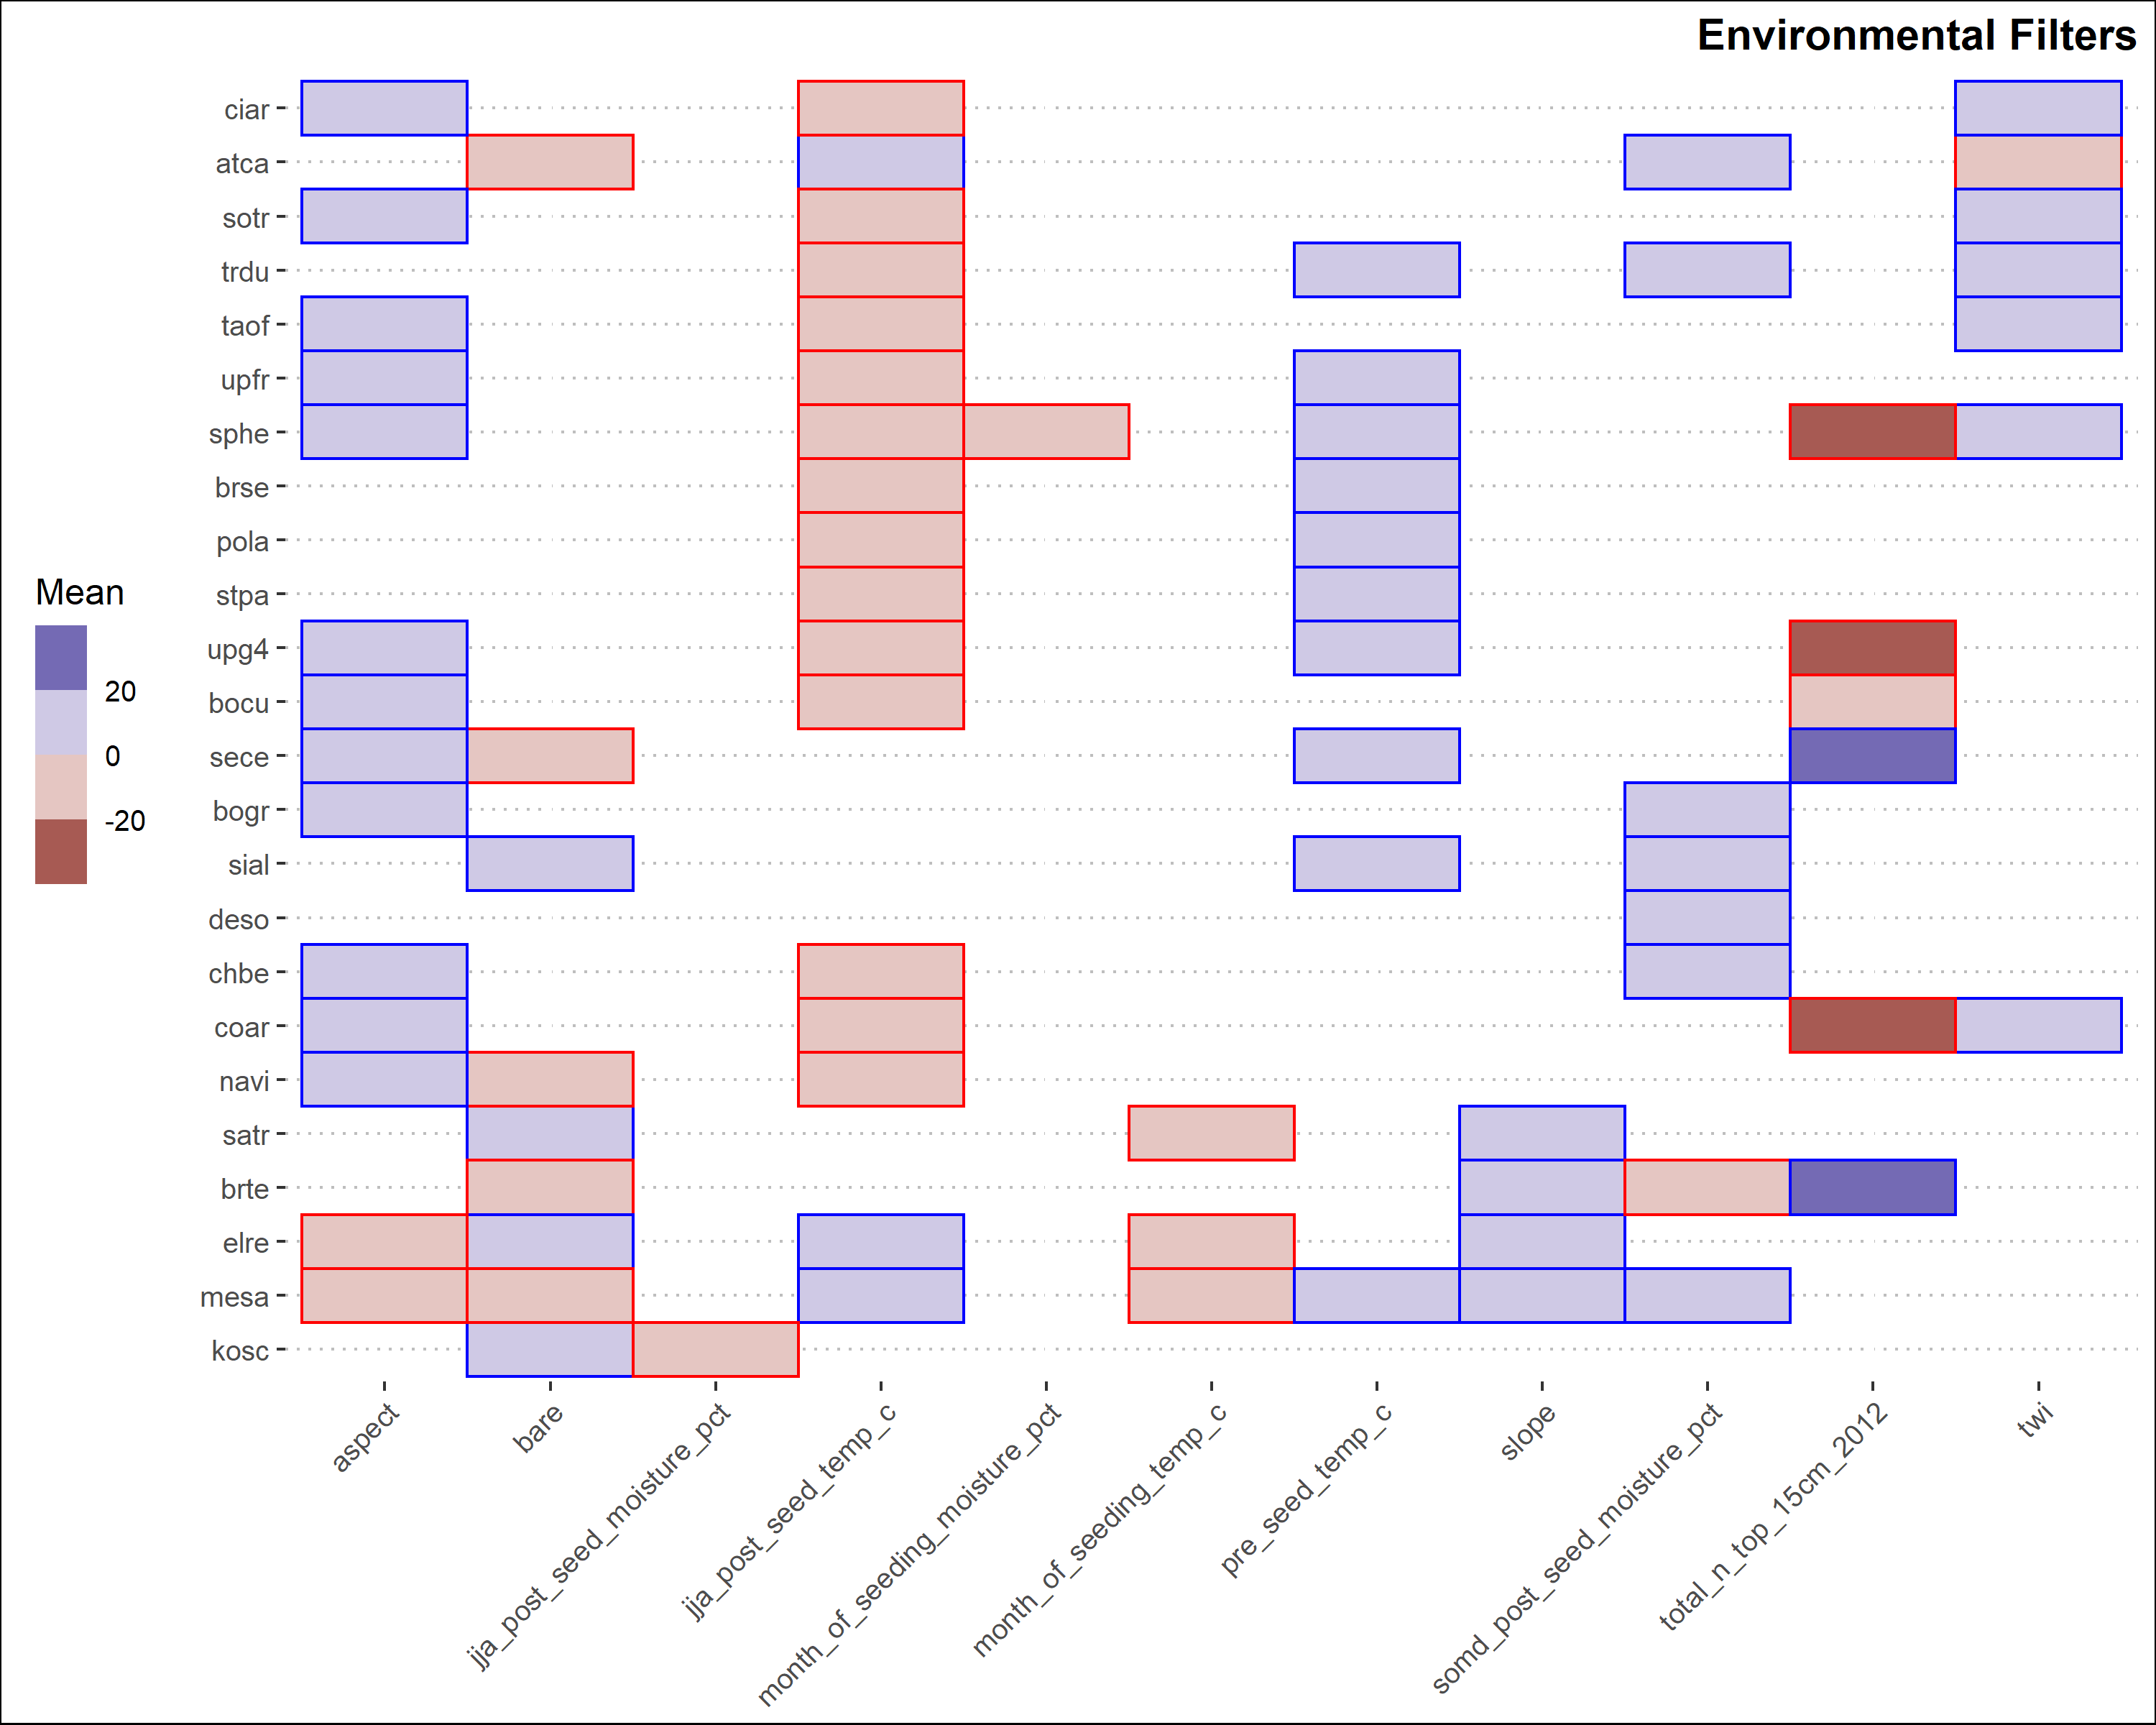 Environmental Filters
ciar
atca
sotr
trdu
taof
upfr
sphe
brse
pola
stpa
upg4
bocu
sece
bogr
sial
deso
chbe
coar
navi
satr
brte
elre
mesa
kosc
Mean
20
0
-20
aspect
bare
jja_post_seed_moisture_pct
jja_post_seed_temp_c
month_of_seeding_moisture_pct
month_of_seeding_temp_c
pre_seed_temp_c
slope
somd_post_seed_moisture_pct
total_n_top_15cm_2012
twi